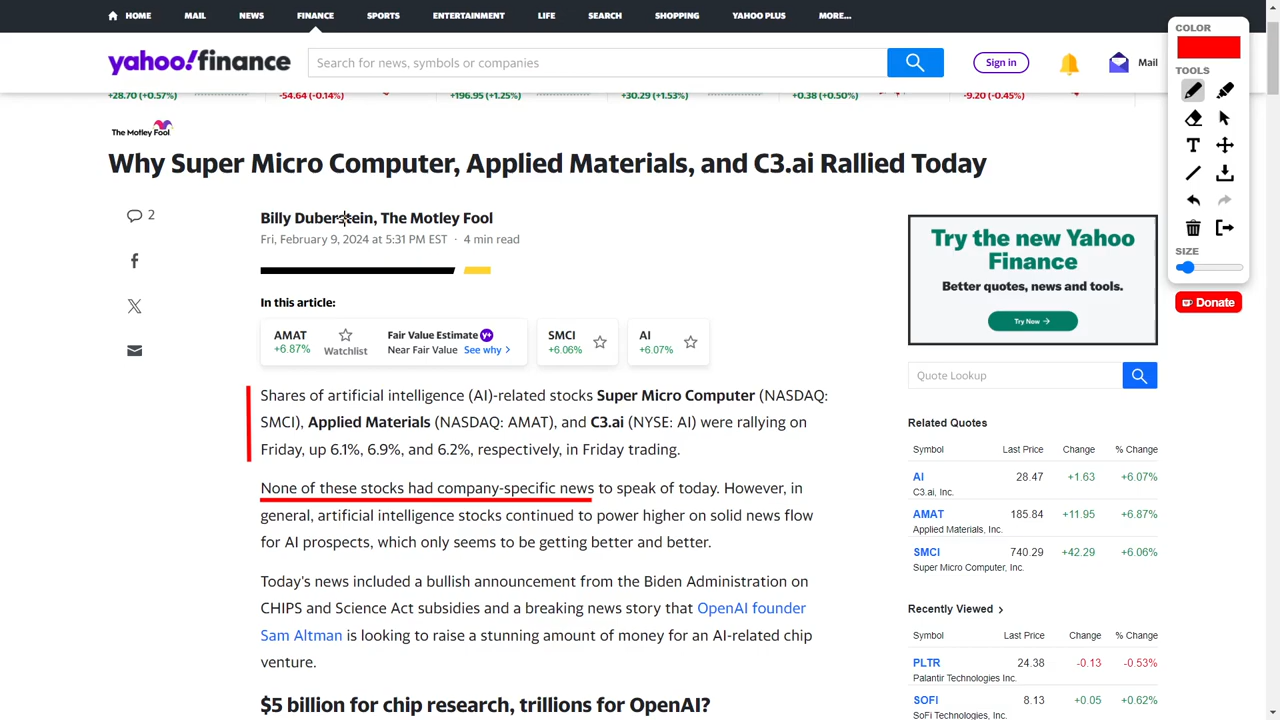 HOME MAIL NEWS FINANCE SPORTS ENTERTAINMENT LIFE SEARCH SHOPPING YAHOO PLUS MORE...
yahoo!finance
Search for news, symbols or companies
Sign in
Mail
+28.70 (+0.57%) -54.64 (-0.14%) +196.95 (+1.25%) +30.29 (+1.53%) +0.38 (+0.50%) -9.20 (-0.45%)
The Motley Fool
Why Super Micro Computer, Applied Materials, and C3.ai Rallied Today
2
Billy Duberstein, The Motley Fool
Fri, February 9, 2024 at 5:31 PM EST · 4 min read
In this article:
AMAT
+6.87%
Watchlist
Fair Value Estimate Y+
Near Fair Value See why >
SMCI
+6.06%
AI
+6.07%
Shares of artificial intelligence (AI)-related stocks Super Micro Computer (NASDAQ:
SMCI), Applied Materials (NASDAQ: AMAT), and C3.ai (NYSE: AI) were rallying on
Friday, up 6.1%, 6.9%, and 6.2%, respectively, in Friday trading.
None of these stocks had company-specific news to speak of today. However, in
general, artificial intelligence stocks continued to power higher on solid news flow
for AI prospects, which only seems to be getting better and better.
Today's news included a bullish announcement from the Biden Administration on
CHIPS and Science Act subsidies and a breaking news story that OpenAI founder
Sam Altman is looking to raise a stunning amount of money for an AI-related chip
venture.
$5 billion for chip research, trillions for OpenAI?
Try the new Yahoo
Finance
Better quotes, news and tools.
Try Now →
Quote Lookup
Related Quotes
Symbol Last Price Change % Change
AI 28.47 +1.63 +6.07%
C3.ai, Inc.
AMAT 185.84 +11.95 +6.87%
Applied Materials, Inc.
SMCI 740.29 +42.29 +6.06%
Super Micro Computer, Inc.
Recently Viewed >
Symbol Last Price Change % Change
PLTR 24.38 -0.13 -0.53%
Palantir Technologies Inc.
SOFI 8.13 +0.05 +0.62%
SoFi Technologies, Inc.
COLOR
TOOLS
T
SIZE
Donate